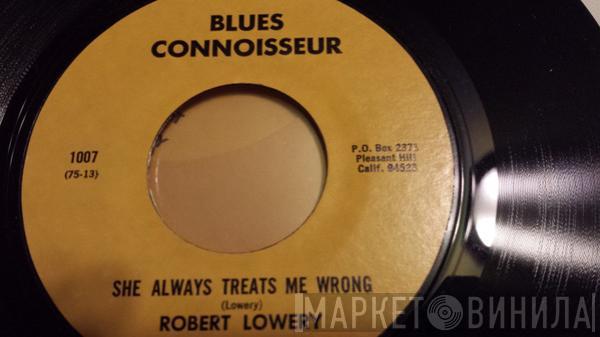 BLUES
CONNOISSEUR
1007
(75-13)
P.O. Box 2373
Pleasant Hill
Calif. 94523
SHE ALWAYS TREATS ME WRONG
(Lowery)
ROBERT LOWERY
МАРКЕТ ВИНИЛА